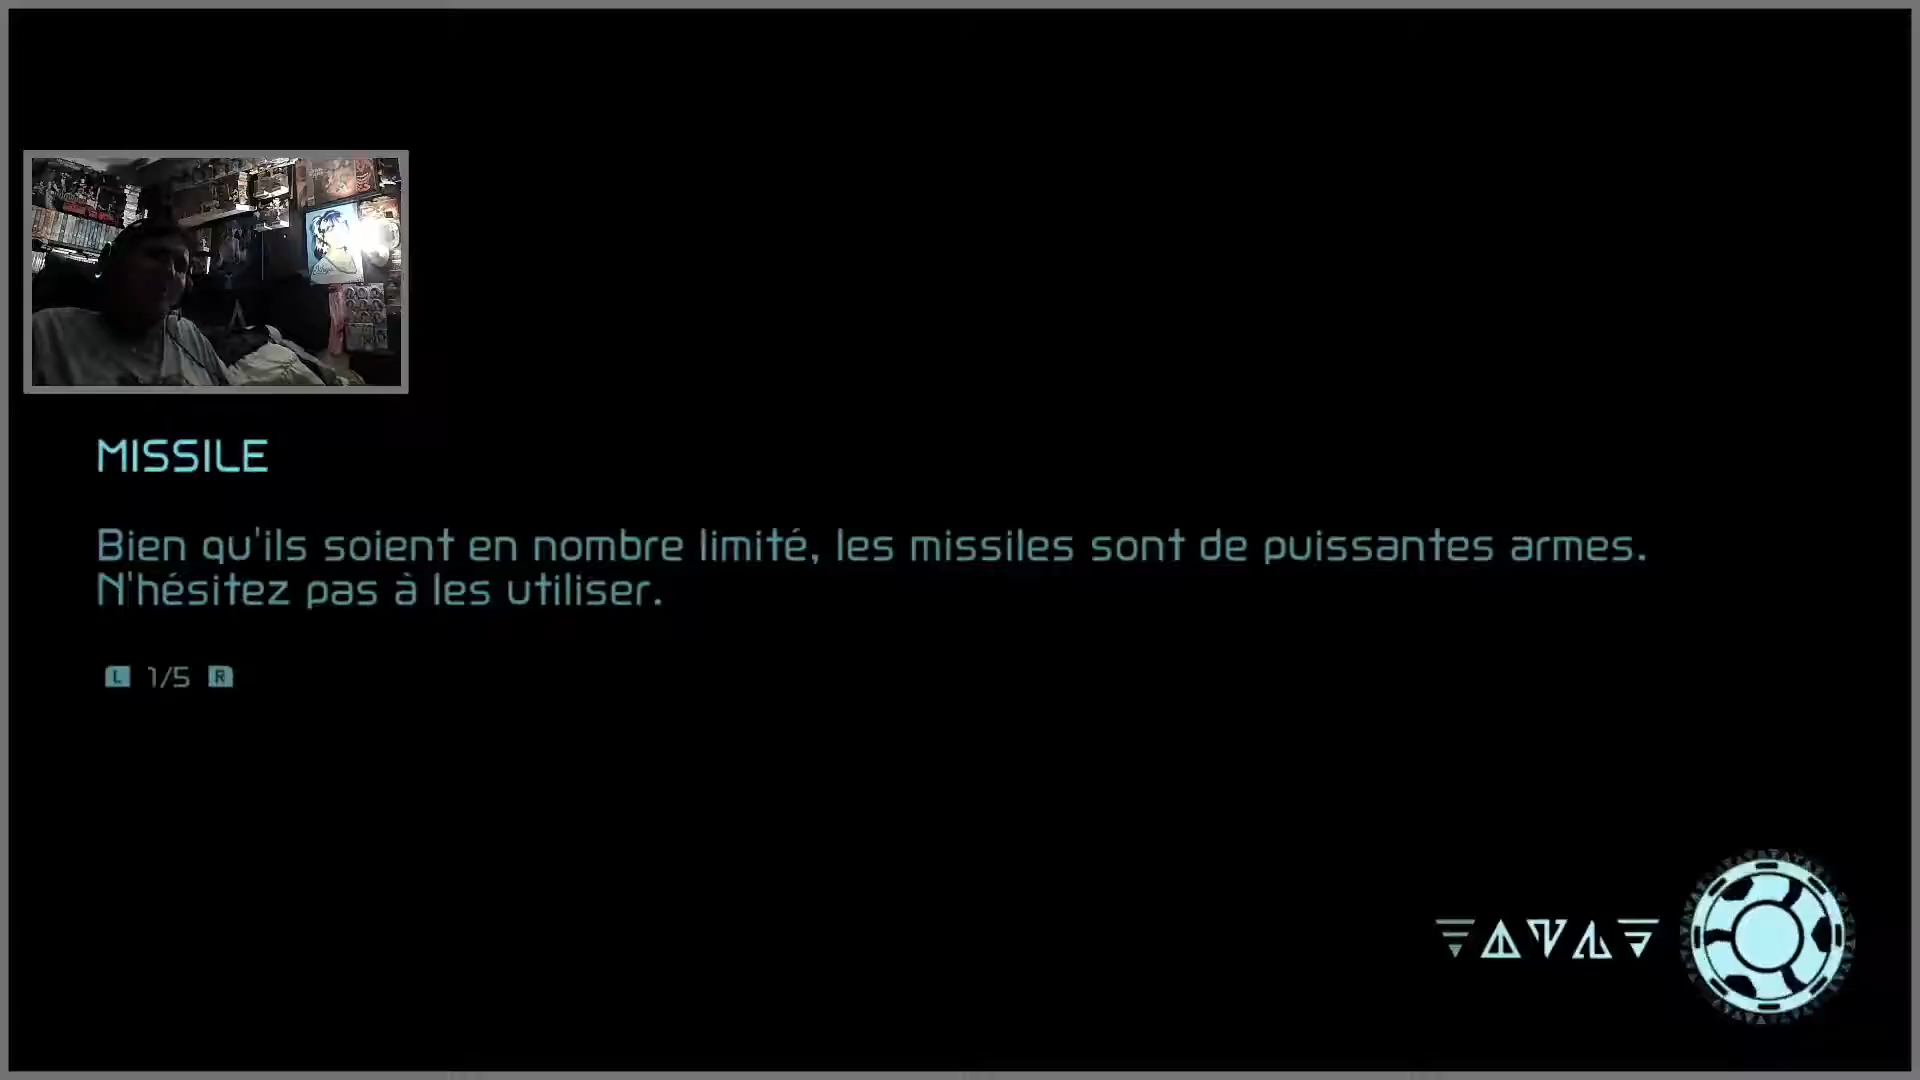 MISSILE
Bien qu'ils soient en nombre limité, les missiles sont de puissantes armes.
N'hésitez pas à les utiliser.
L 1/5 R